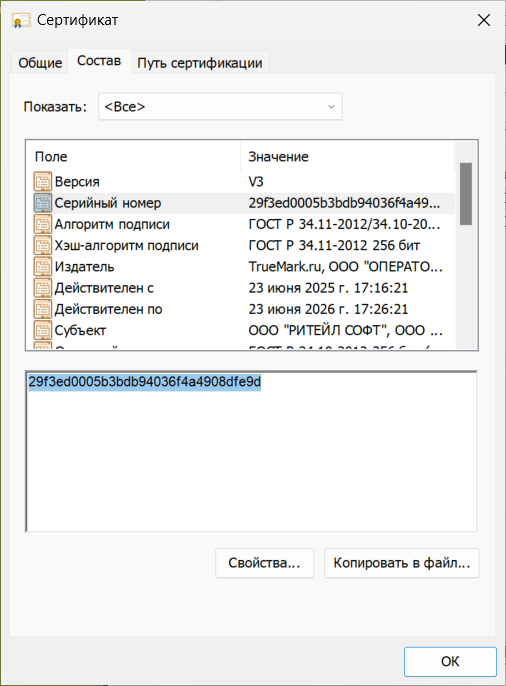 Сертификат
Общие Состав Путь сертификации
Показать: <Все>
Поле Значение
Версия V3
Серийный номер 29f3ed0005b3bdb94036f4a49...
Алгоритм подписи ГОСТ Р 34.11-2012/34.10-20...
Хэш-алгоритм подписи ГОСТ Р 34.11-2012 256 бит
Издатель TrueMark.ru, ООО "ОПЕРАТО...
Действителен с 23 июня 2025 г. 17:16:21
Действителен по 23 июня 2026 г. 17:26:21
Субъект ООО "РИТЕЙЛ СОФТ", ООО ...
29f3ed0005b3bdb94036f4a4908dfe9d
Свойства... Копировать в файл...
ОК